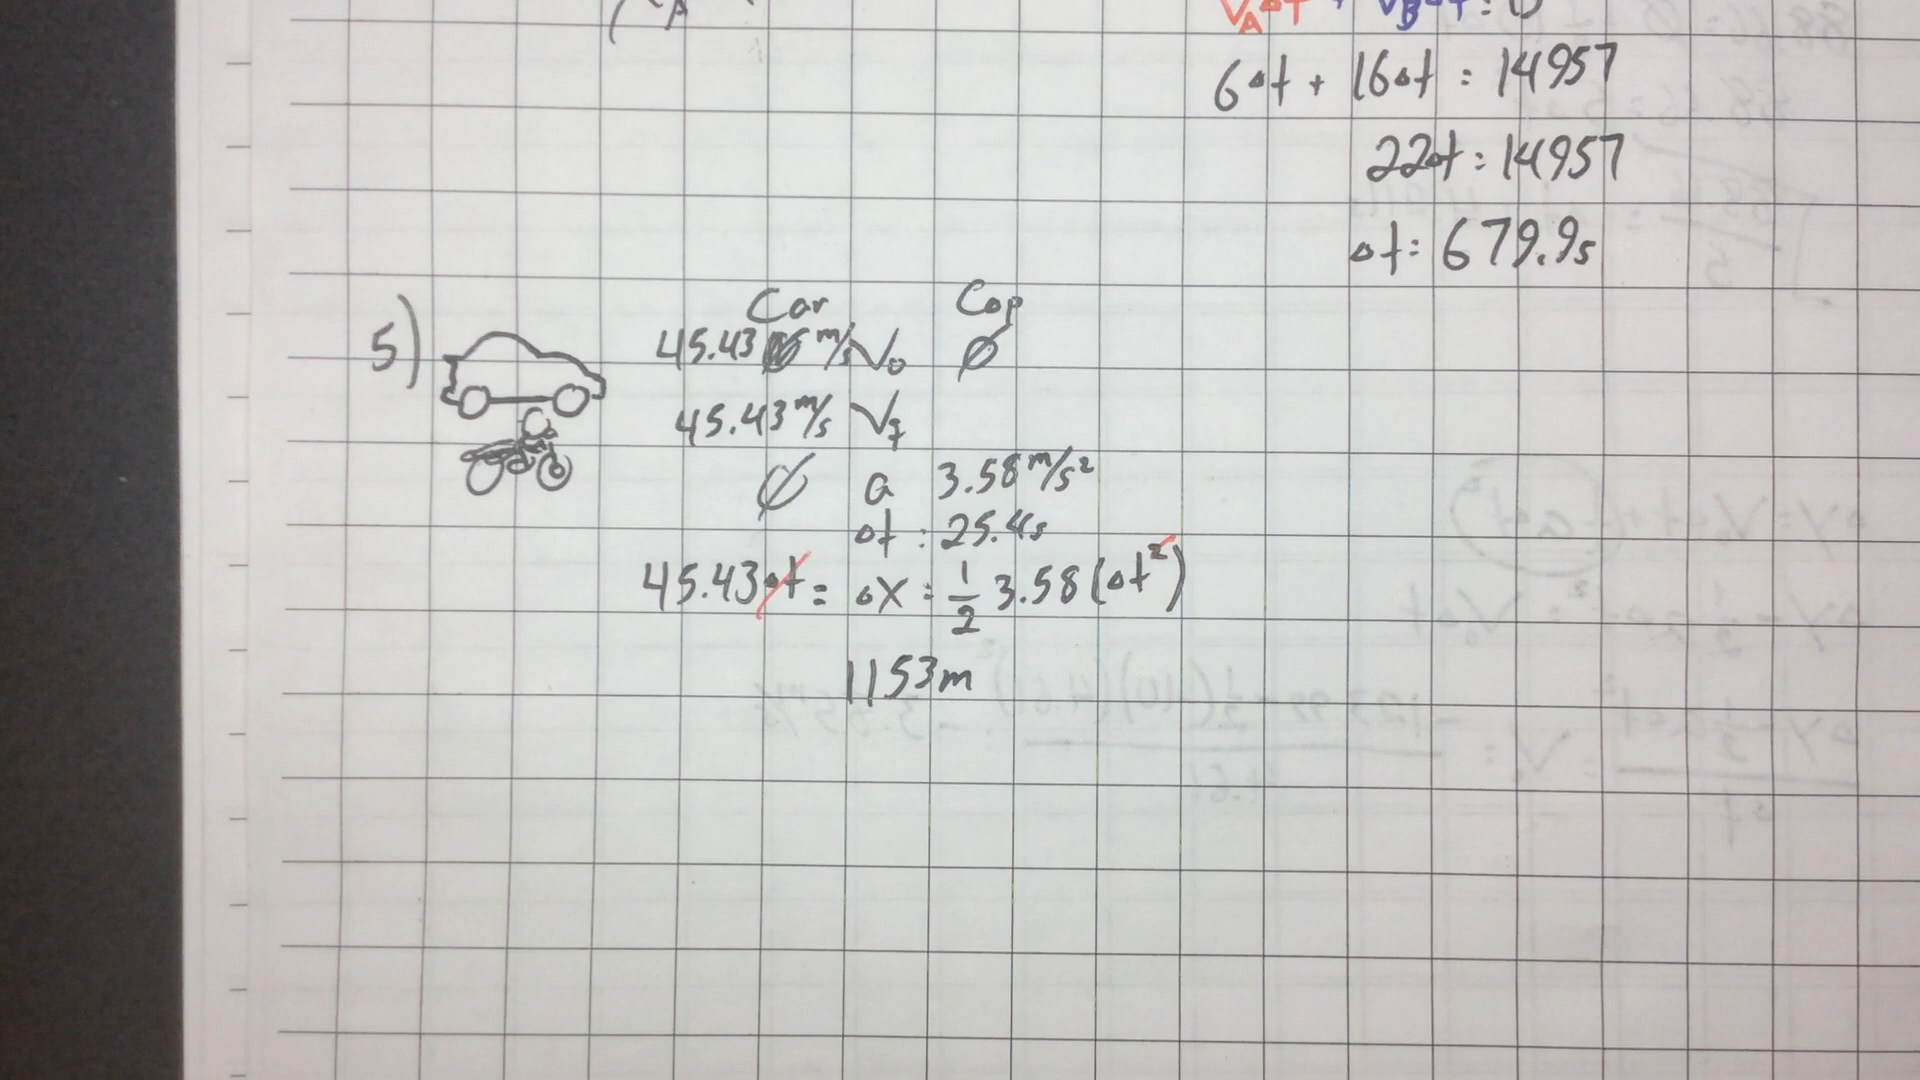 6Δt + 16Δt = 14957
22Δt = 14957
Δt = 679.9s
5)
Car Cop
45.43 m/s V₀ ∅
45.43 m/s Vf
∅ a 3.58 m/s²
Δt : 25.4s
45.43Δt = ΔX = 1/2 3.58 (Δt²)
1153m